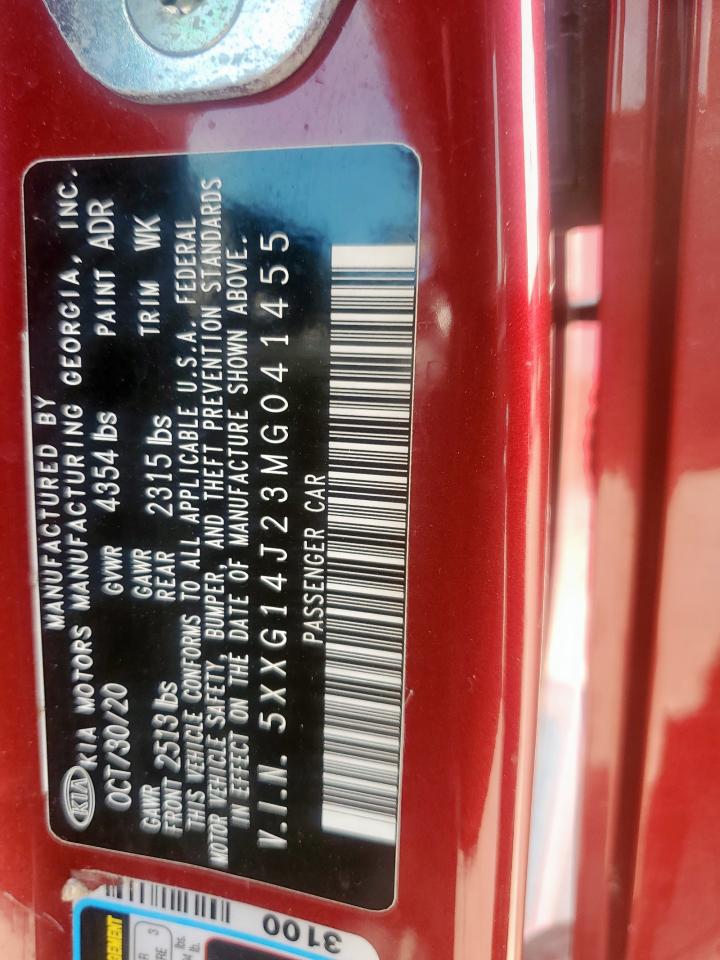 MANUFACTURED BY
KIA KIA MOTORS MANUFACTURING GEORGIA, INC.
OCT/30/20 GVWR 4354 lbs PAINT ADR
GAWR FRONT 2513 lbs GAWR REAR 2315 lbs TRIM WK
THIS VEHICLE CONFORMS TO ALL APPLICABLE U.S.A. FEDERAL
MOTOR VEHICLE SAFETY, BUMPER, AND THEFT PREVENTION STANDARDS
IN EFFECT ON THE DATE OF MANUFACTURE SHOWN ABOVE.
V.I.N. 5XXG14J23MG041455
PASSENGER CAR
3100